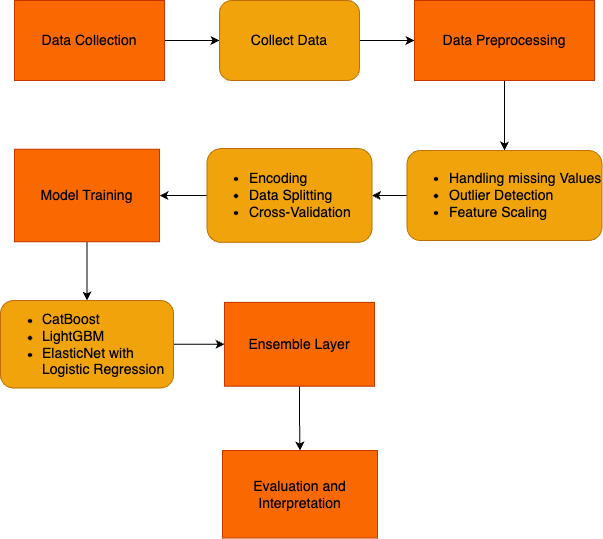 Data Collection
Collect Data
Data Preprocessing
Model Training
• Encoding
• Data Splitting
• Cross-Validation
• Handling missing Values
• Outlier Detection
• Feature Scaling
• CatBoost
• LightGBM
• ElasticNet with
Logistic Regression
Ensemble Layer
Evaluation and
Interpretation